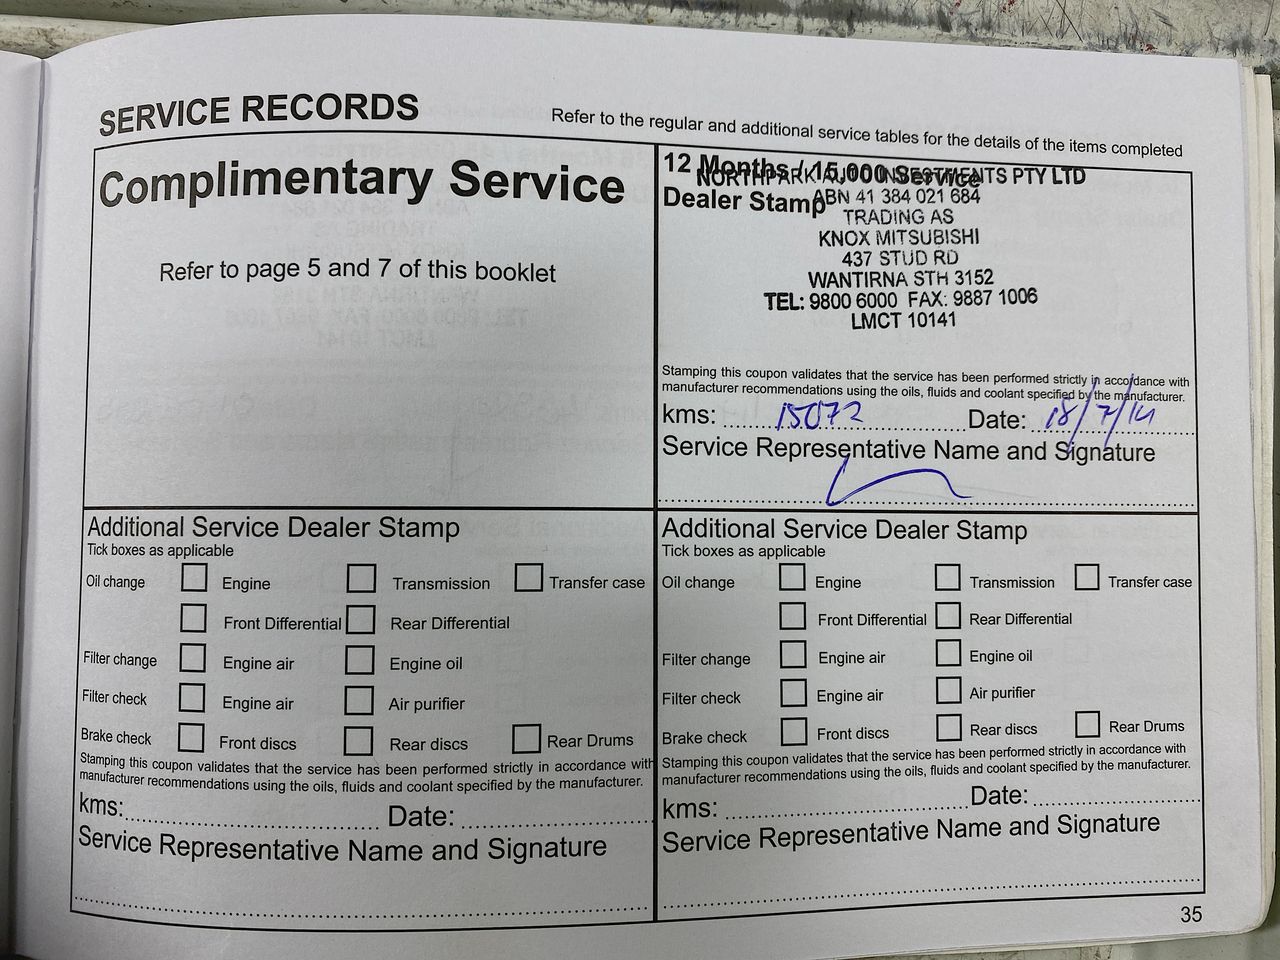 SERVICE RECORDS
Refer to the regular and additional service tables for the details of the items completed
Complimentary Service
Refer to page 5 and 7 of this booklet
12 Months / 15,000 Service
Dealer Stamp
NORTHPARK AUTO INVESTMENTS PTY LTD
ABN 41 384 021 684
TRADING AS
KNOX MITSUBISHI
437 STUD RD
WANTIRNA STH 3152
TEL: 9800 6000 FAX: 9887 1006
LMCT 10141
Stamping this coupon validates that the service has been performed strictly in accordance with
manufacturer recommendations using the oils, fluids and coolant specified by the manufacturer.
kms: 15072 Date: 18/7/14
Service Representative Name and Signature
Additional Service Dealer Stamp
Tick boxes as applicable
Oil change Engine Transmission Transfer case
Front Differential Rear Differential
Filter change Engine air Engine oil
Filter check Engine air Air purifier
Brake check Front discs Rear discs Rear Drums
Stamping this coupon validates that the service has been performed strictly in accordance with
manufacturer recommendations using the oils, fluids and coolant specified by the manufacturer.
kms: Date:
Service Representative Name and Signature
Additional Service Dealer Stamp
Tick boxes as applicable
Oil change Engine Transmission Transfer case
Front Differential Rear Differential
Filter change Engine air Engine oil
Filter check Engine air Air purifier
Brake check Front discs Rear discs Rear Drums
Stamping this coupon validates that the service has been performed strictly in accordance with
manufacturer recommendations using the oils, fluids and coolant specified by the manufacturer.
kms: Date:
Service Representative Name and Signature
35